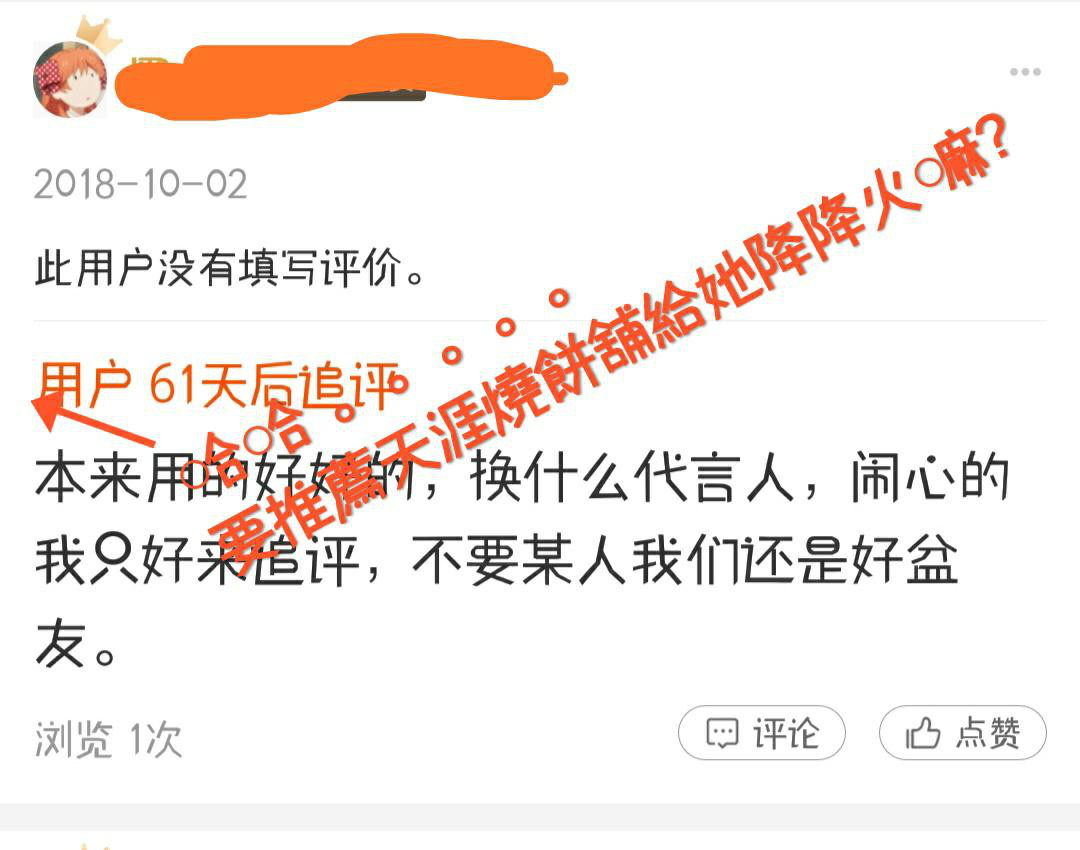 2018-10-02
此用户没有填写评价。
用户 61天后追评
本来用的好好的，换什么代言人，闹心的
我只好来追评，不要某人我们还是好盆
友。
哈哈。。。。。
要推薦天涯燒餅舖給她降降火麻？
浏览 1次
评论
点赞